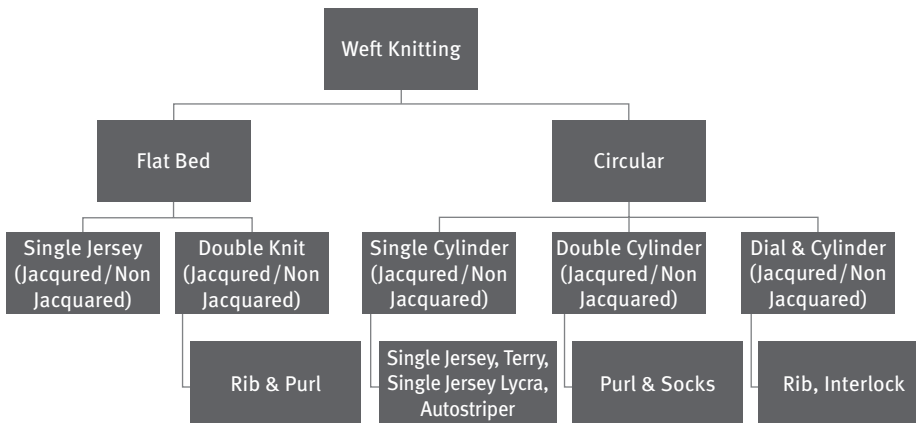 Weft Knitting
Flat Bed
Circular
Single Jersey
(Jacqured/Non
Jacquared)
Double Knit
(Jacqured/Non
Jacquared)
Single Cylinder
(Jacqured/Non
Jacquared)
Double Cylinder
(Jacqured/Non
Jacquared)
Dial & Cylinder
(Jacqured/Non
Jacquared)
Rib & Purl
Single Jersey, Terry,
Single Jersey Lycra,
Autostriper
Purl & Socks
Rib, Interlock